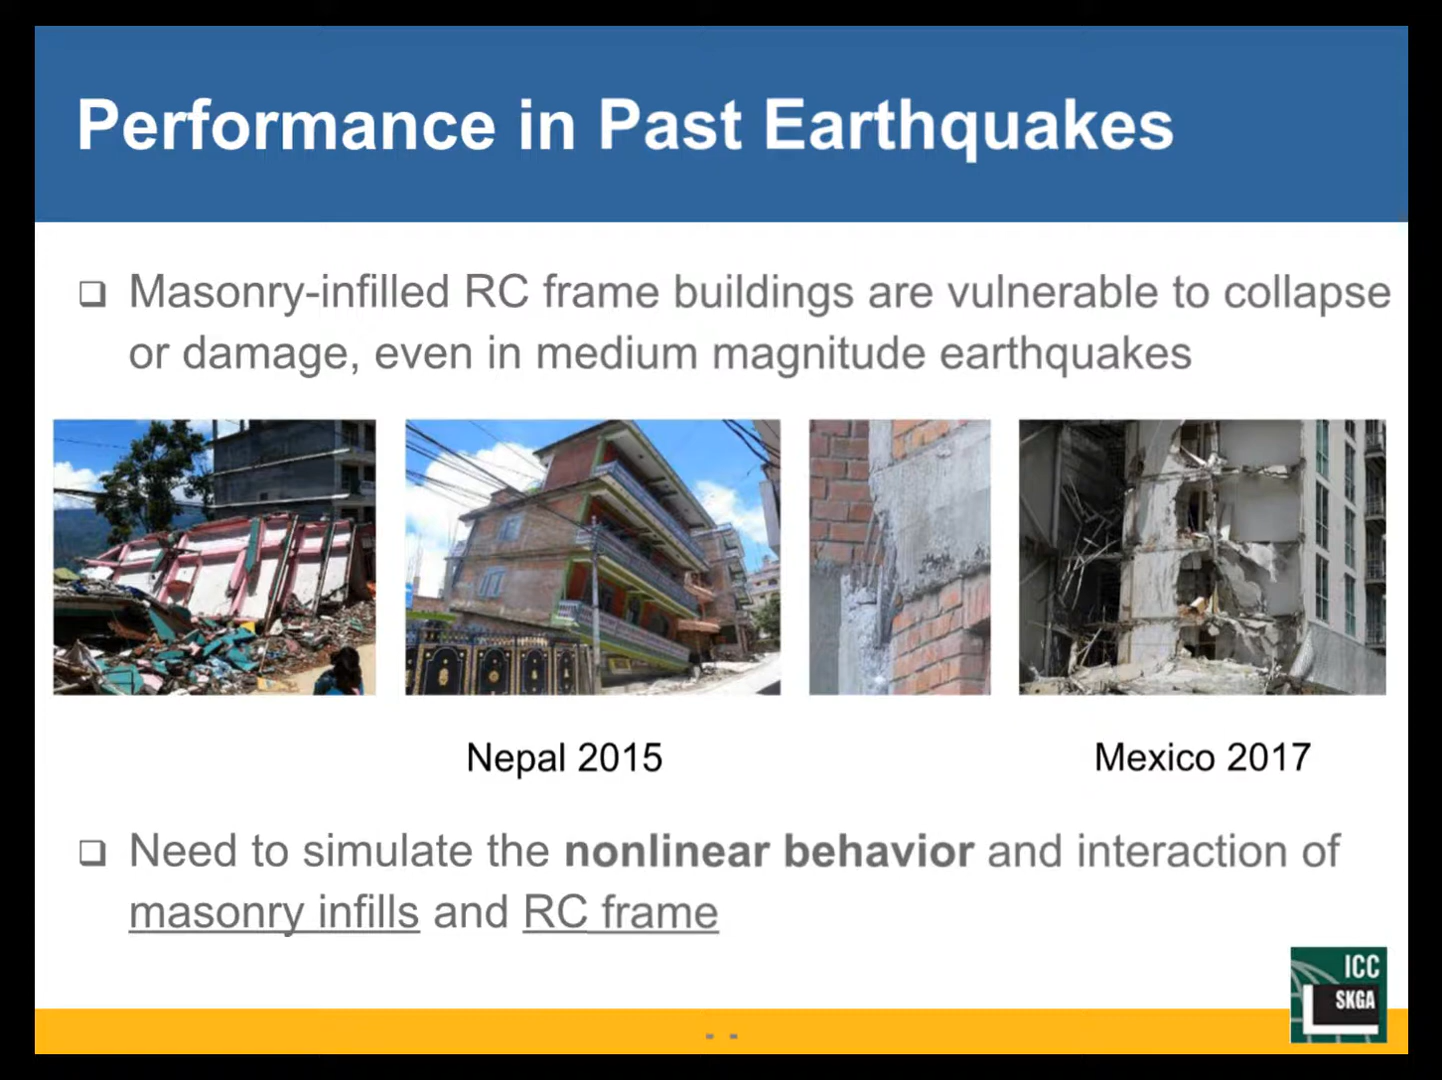 Performance in Past Earthquakes
❑ Masonry-infilled RC frame buildings are vulnerable to collapse
or damage, even in medium magnitude earthquakes
Nepal 2015
Mexico 2017
❑ Need to simulate the nonlinear behavior and interaction of
masonry infills and RC frame
ICC
SKGA
- -